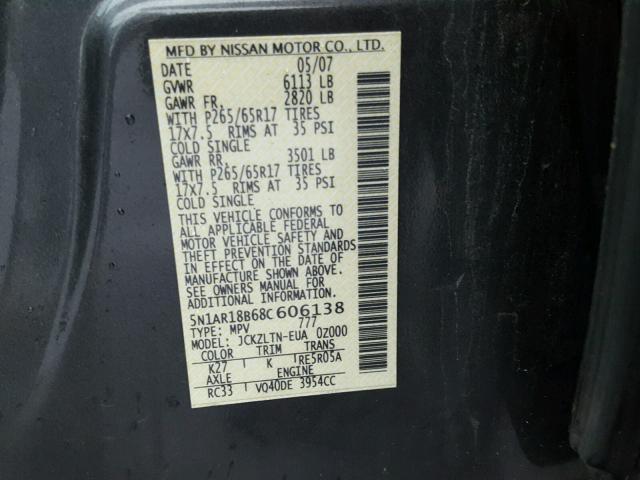 MFD BY NISSAN MOTOR CO., LTD.
DATE 05/07
GVWR 6113 LB
GAWR FR. 2820 LB
WITH P265/65R17 TIRES
17X7.5 RIMS AT 35 PSI
COLD SINGLE
GAWR RR. 3501 LB
WITH P265/65R17 TIRES
17X7.5 RIMS AT 35 PSI
COLD SINGLE
THIS VEHICLE CONFORMS TO
ALL APPLICABLE FEDERAL
MOTOR VEHICLE SAFETY AND
THEFT PREVENTION STANDARDS
IN EFFECT ON THE DATE OF
MANUFACTURE SHOWN ABOVE.
SEE OWNERS MANUAL FOR
ADDITIONAL INFORMATION.
5N1AR18B68C606138
TYPE: MPV 777
MODEL: JCKZLTN-EUA 0Z000
COLOR TRIM TRANS
K27 K RE5R05A
AXLE ENGINE
RC33 VQ40DE 3954CC